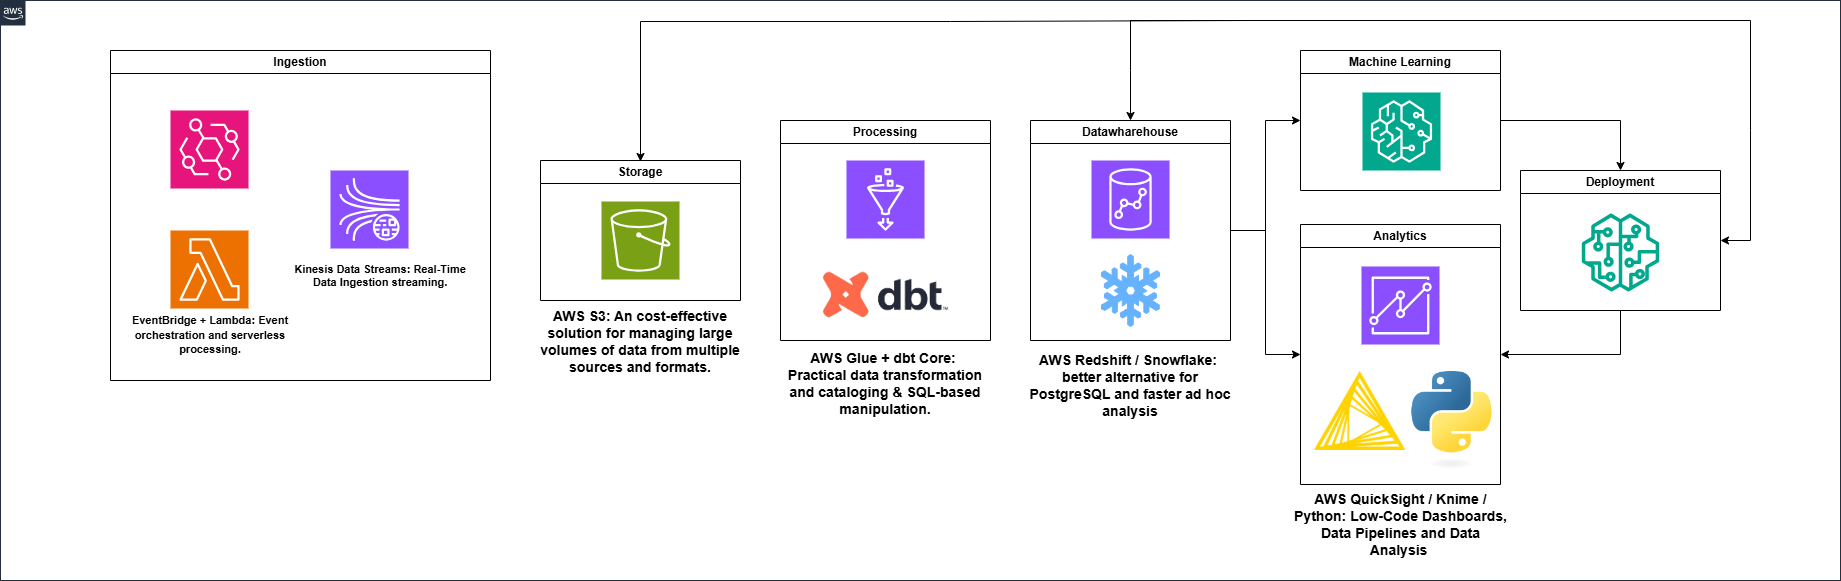 aws
Ingestion
EventBridge + Lambda: Event
orchestration and serverless
processing.
Kinesis Data Streams: Real-Time
Data Ingestion streaming.
Storage
AWS S3: An cost-effective
solution for managing large
volumes of data from multiple
sources and formats.
Processing
dbt™
AWS Glue + dbt Core:
Practical data transformation
and cataloging & SQL-based
manipulation.
Datawharehouse
AWS Redshift / Snowflake:
better alternative for
PostgreSQL and faster ad hoc
analysis
Machine Learning
Analytics
AWS QuickSight / Knime /
Python: Low-Code Dashboards,
Data Pipelines and Data
Analysis
Deployment